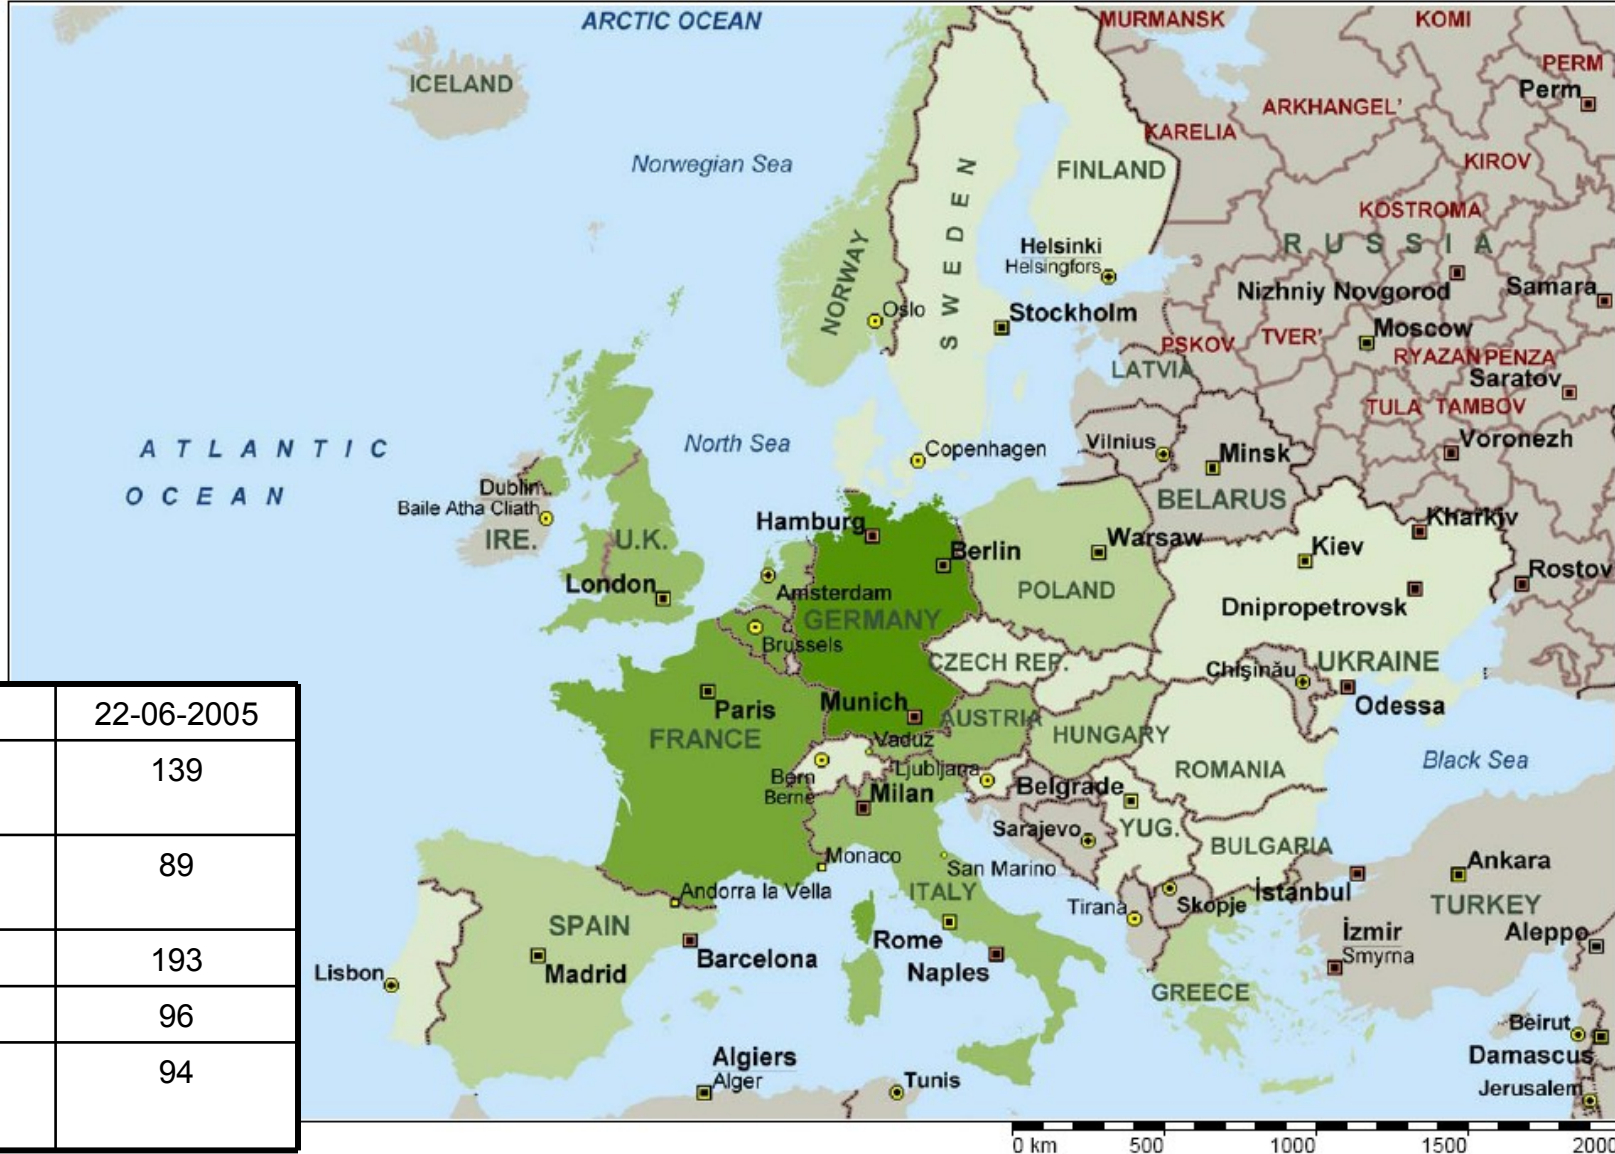 ARCTIC OCEAN
MURMANSK
KOMI
PERM
Perm
ICELAND
ARKHANGEL'
KARELIA
Norwegian Sea
FINLAND
KIROV
KOSTROMA
NORWAY
SWEDEN
RUSSIA
Helsinki
Helsingfors
Nizhniy Novgorod
Samara
Oslo
Stockholm
Moscow
TVER'
PSKOV
RYAZAN
PENZA
LATVIA
Saratov
TULA
TAMBOV
ATLANTIC
OCEAN
North Sea
Copenhagen
Vilnius
Minsk
Voronezh
Dublin
Baile Atha Cliath
BELARUS
IRE.
U.K.
Hamburg
Berlin
Warsaw
Kiev
Kharkiv
Rostov
London
Amsterdam
POLAND
Dnipropetrovsk
GERMANY
Brussels
CZECH REP.
Chişinău
UKRAINE
22-06-2005
139
89
193
96
94
Paris
Munich
AUSTRIA
Odessa
FRANCE
Vaduz
HUNGARY
Black Sea
Bern
Berne
Ljubljana
ROMANIA
Milan
Belgrade
Sarajevo
YUG.
BULGARIA
Monaco
San Marino
Ankara
Andorra la Vella
ITALY
İstanbul
SPAIN
Tirana
Skopje
TURKEY
Rome
İzmir
Smyrna
Aleppo
Lisbon
Madrid
Barcelona
Naples
GREECE
Beirut
Damascus
Algiers
Alger
Tunis
Jerusalem
0 km 500 1000 1500 2000